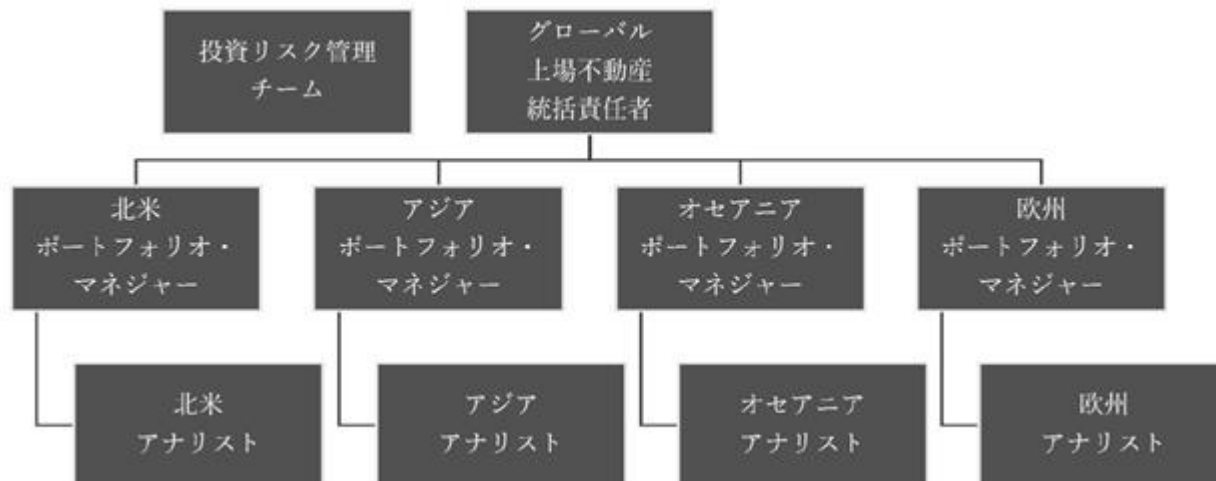 投資リスク管理
チーム
グローバル
上場不動産
統括責任者
北米
ポートフォリオ・
マネジャー
アジア
ポートフォリオ・
マネジャー
オセアニア
ポートフォリオ・
マネジャー
欧州
ポートフォリオ・
マネジャー
北米
アナリスト
アジア
アナリスト
オセアニア
アナリスト
欧州
アナリスト